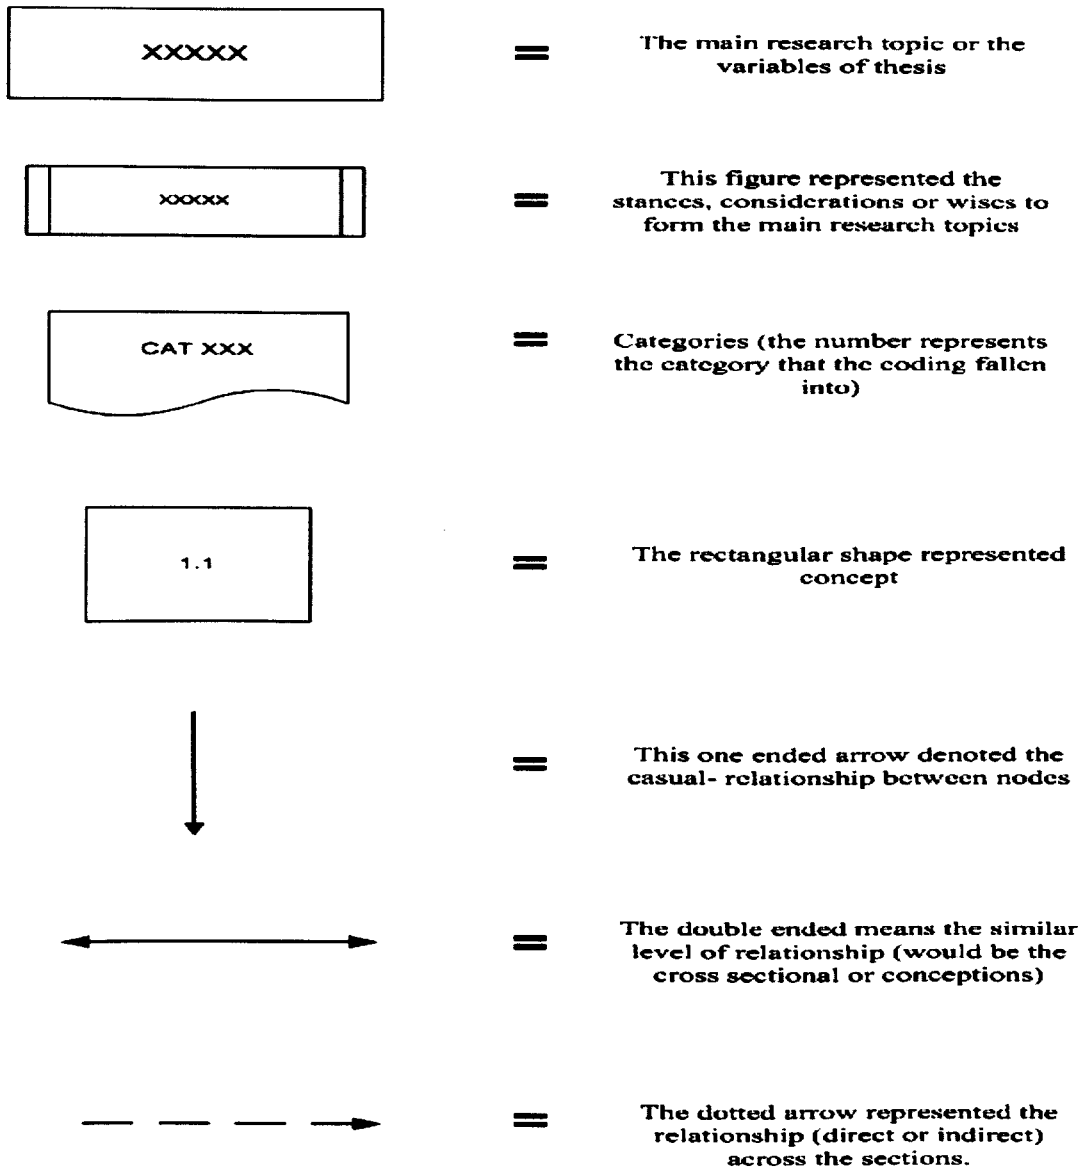 XXXXX
=
The main research topic or the
variables of thesis
XXXXX
=
This figure represented the
stances, considerations or wises to
form the main research topics
CAT XXX
=
Categories (the number represents
the category that the coding fallen
into)
1.1
=
The rectangular shape represented
concept
=
This one ended arrow denoted the
casual- relationship between nodes
=
The double ended means the similar
level of relationship (would be the
cross sectional or conceptions)
=
The dotted arrow represented the
relationship (direct or indirect)
across the sections.